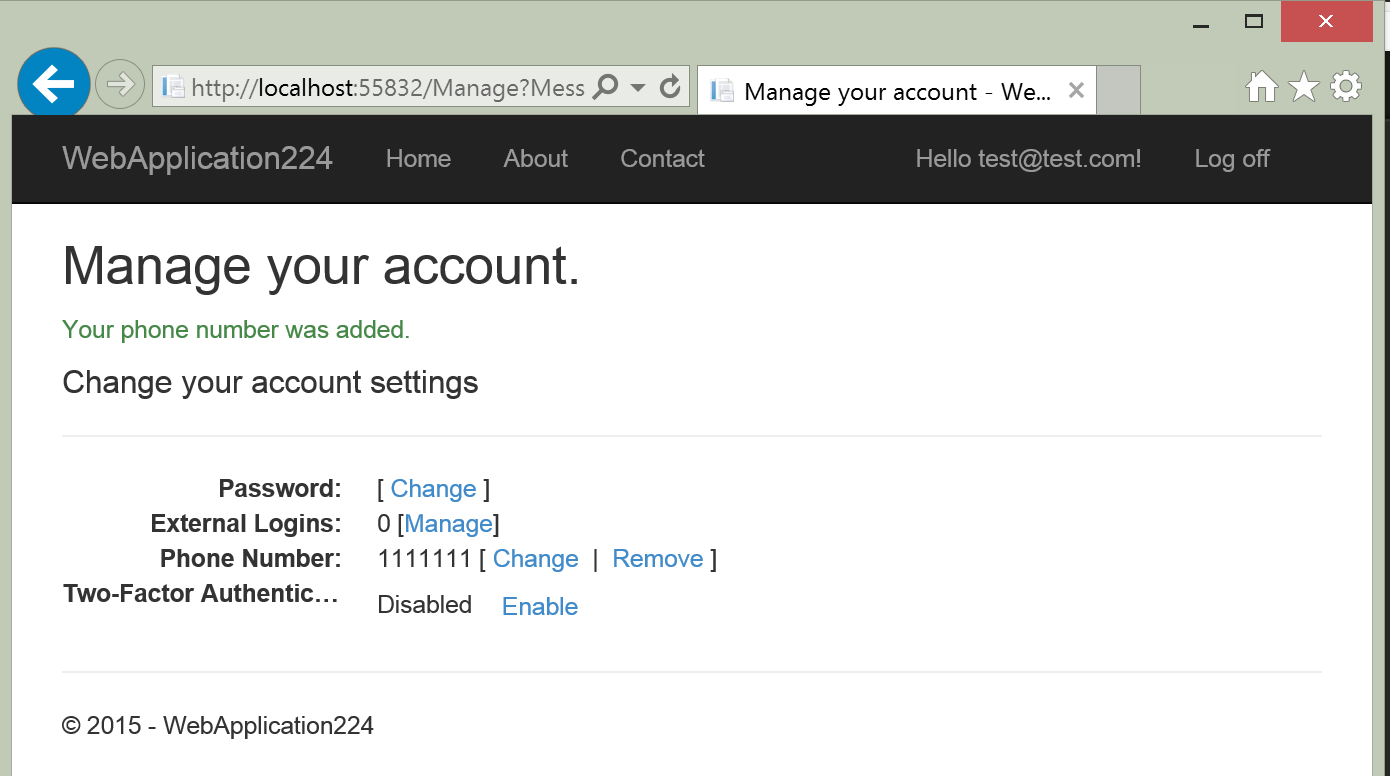 http://localhost:55832/Manage?Mess
Manage your account - We...
WebApplication224 Home About Contact Hello test@test.com! Log off
Manage your account.
Your phone number was added.
Change your account settings
Password: [ Change ]
External Logins: 0 [Manage]
Phone Number: 1111111 [ Change | Remove ]
Two-Factor Authentic... Disabled Enable
© 2015 - WebApplication224